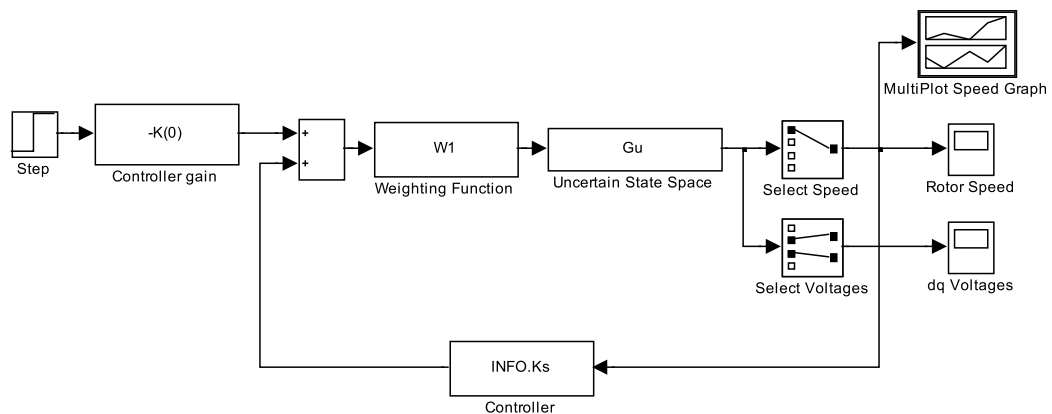 MultiPlot Speed Graph
-K(0)
+
+
Step
Controller gain
W1
Weighting Function
Gu
Uncertain State Space
Select Speed
Rotor Speed
Select Voltages
dq Voltages
INFO.Ks
Controller